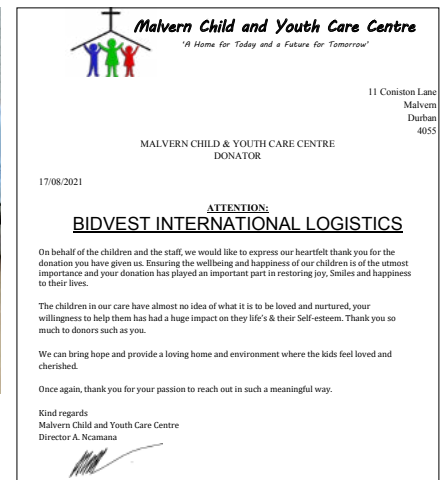 Malvern Child and Youth Care Centre
'A Home for Today and a Future for Tomorrow'
11 Coniston Lane
Malvern
Durban
4055
MALVERN CHILD & YOUTH CARE CENTRE
DONATOR
17/08/2021
ATTENTION:
BIDVEST INTERNATIONAL LOGISTICS
On behalf of the children and the staff, we would like to express our heartfelt thank you for the
donation you have given us. Ensuring the wellbeing and happiness of our children is of the utmost
importance and your donation has played an important part in restoring joy, Smiles and happiness
to their lives.
The children in our care have almost no idea of what it is to be loved and nurtured, your
willingness to help them has had a huge impact on they life's & their Self-esteem. Thank you so
much to donors such as you.
We can bring hope and provide a loving home and environment where the kids feel loved and
cherished.
Once again, thank you for your passion to reach out in such a meaningful way.
Kind regards
Malvern Child and Youth Care Centre
Director A. Ncamana